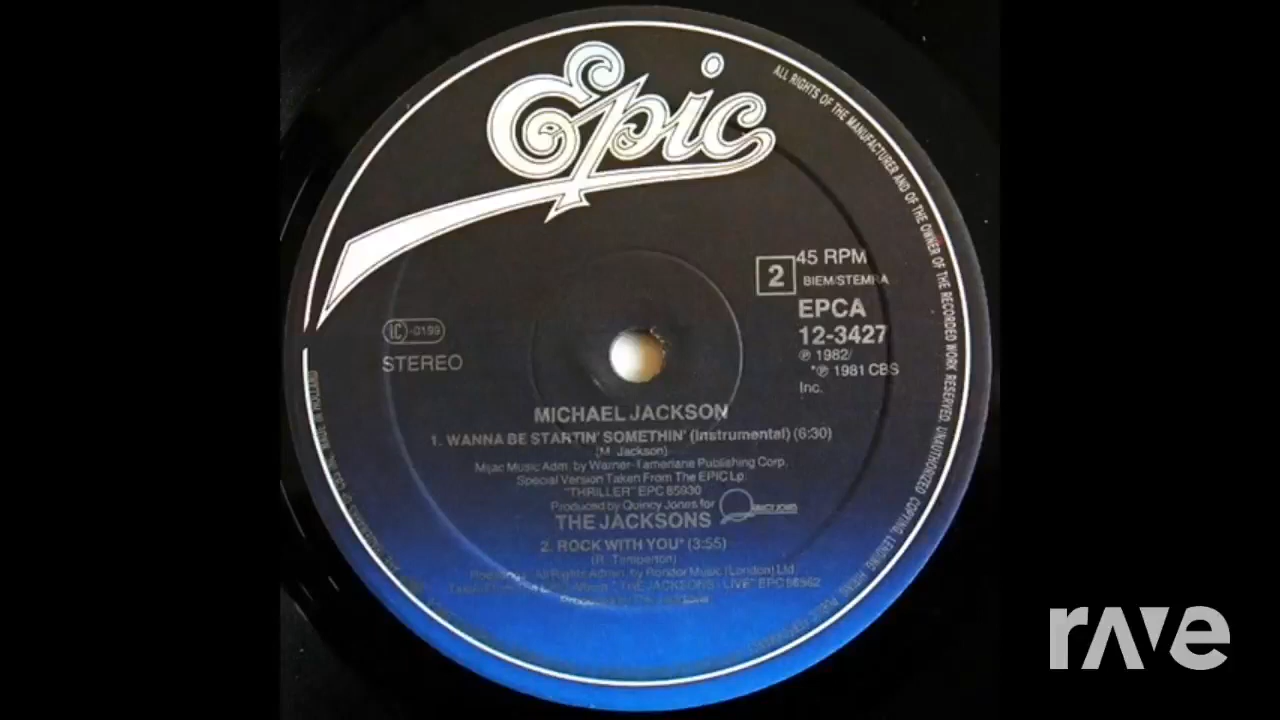 Epic
ALL RIGHTS OF THE MANUFACTURER AND OF THE OWNER OF THE RECORDED WORK RESERVED. UNAUTHORIZED COPYING,
2
45 RPM
BIEM/STEMRA
EPCA
12-3427
℗ 1982/
*℗ 1981 CBS
Inc.
IC -0199
STEREO
MICHAEL JACKSON
1. WANNA BE STARTIN' SOMETHIN' (Instrumental) (6:30)
(M. Jackson)
Mijac Music Adm. by Warner-Tamerlane Publishing Corp.
Special Version Taken From The EPIC Lp.
"THRILLER" EPC 85930
Produced by Quincy Jones for
QUINCY JONES
THE JACKSONS
2. ROCK WITH YOU* (3:55)
(R. Temperton)
All Rights Admin. by Rondor Music (London) Ltd.
"THE JACKSONS LIVE" EPC 88562
rave